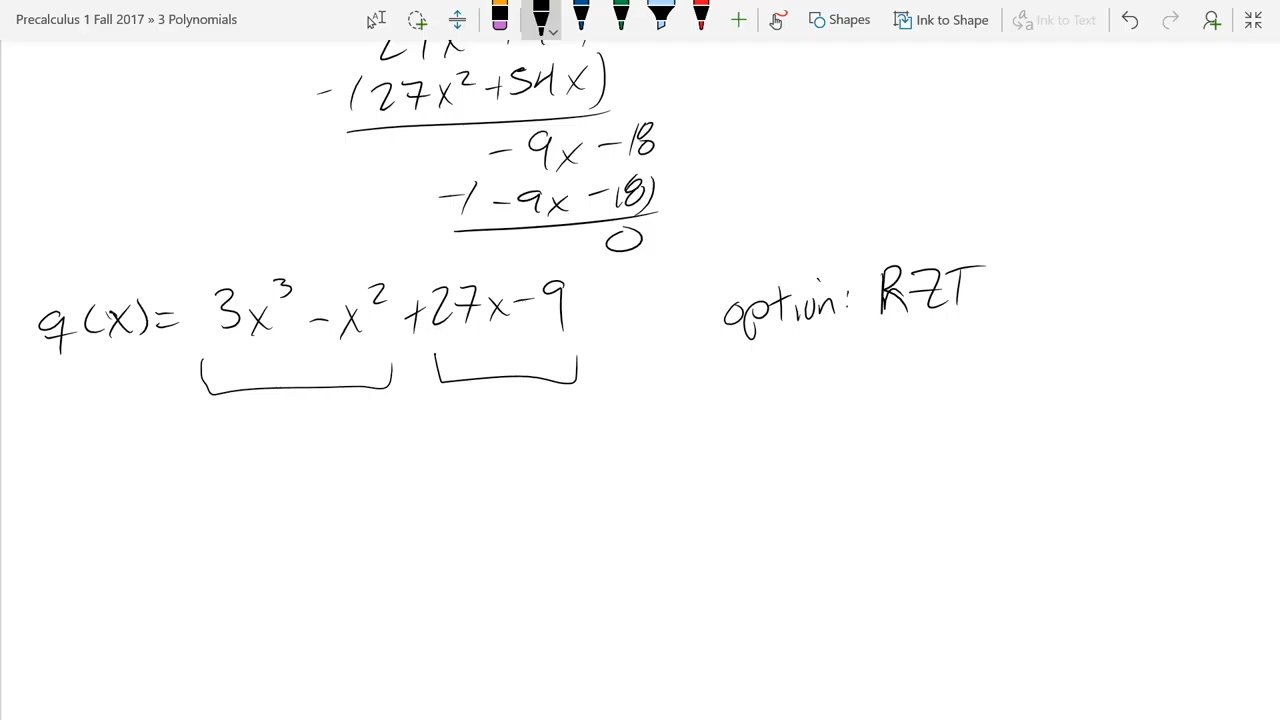 Precalculus 1 Fall 2017 » 3 Polynomials
Shapes
Ink to Shape
Ink to Text
-(27x² +54x)
-9x -18
-(-9x -18)
0
q(x)= 3x³ -x² +27x-9
option: RZT